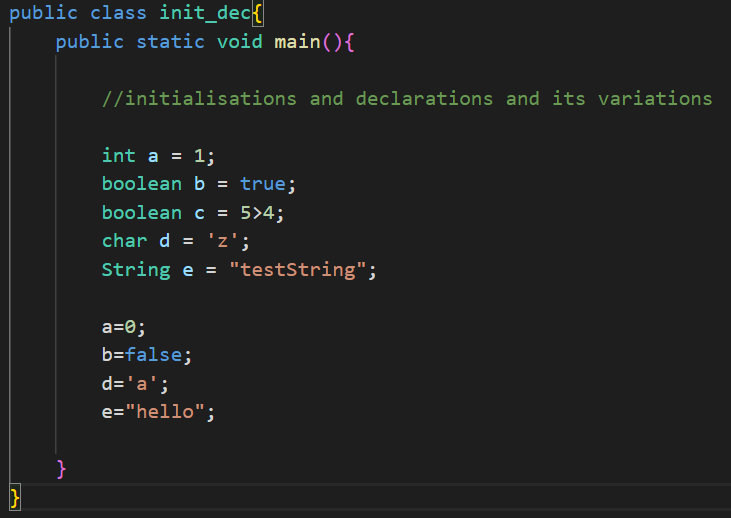 public class init_dec{
    public static void main(){
        //initialisations and declarations and its variations
        int a = 1;
        boolean b = true;
        boolean c = 5>4;
        char d = 'z';
        String e = "testString";
        a=0;
        b=false;
        d='a';
        e="hello";
    }
}